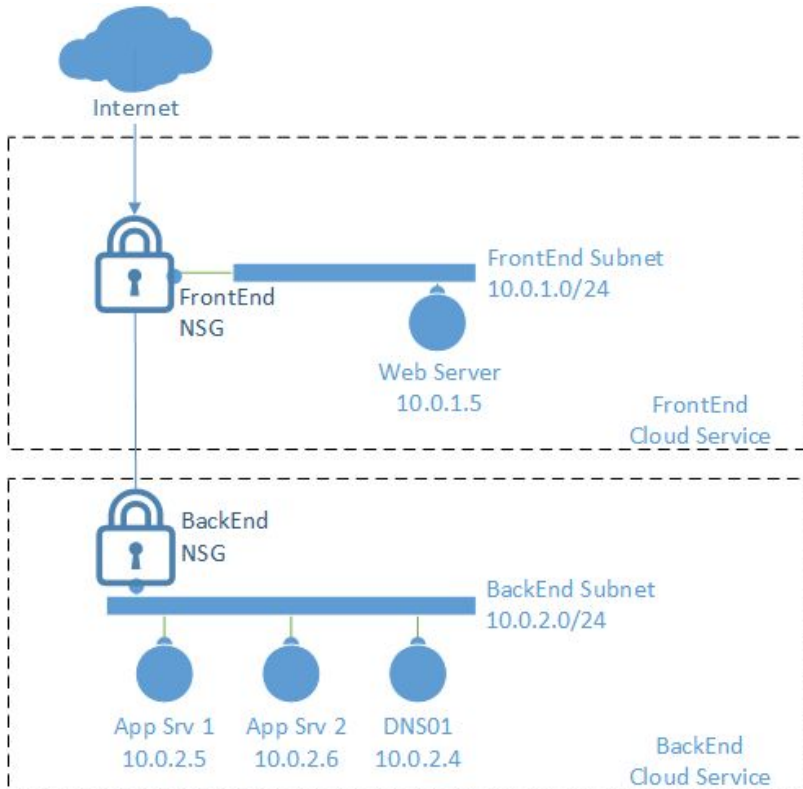 Internet
FrontEnd Subnet
10.0.1.0/24
FrontEnd
NSG
Web Server
10.0.1.5
FrontEnd
Cloud Service
BackEnd
NSG
BackEnd Subnet
10.0.2.0/24
App Srv 1
10.0.2.5
App Srv 2
10.0.2.6
DNS01
10.0.2.4
BackEnd
Cloud Service